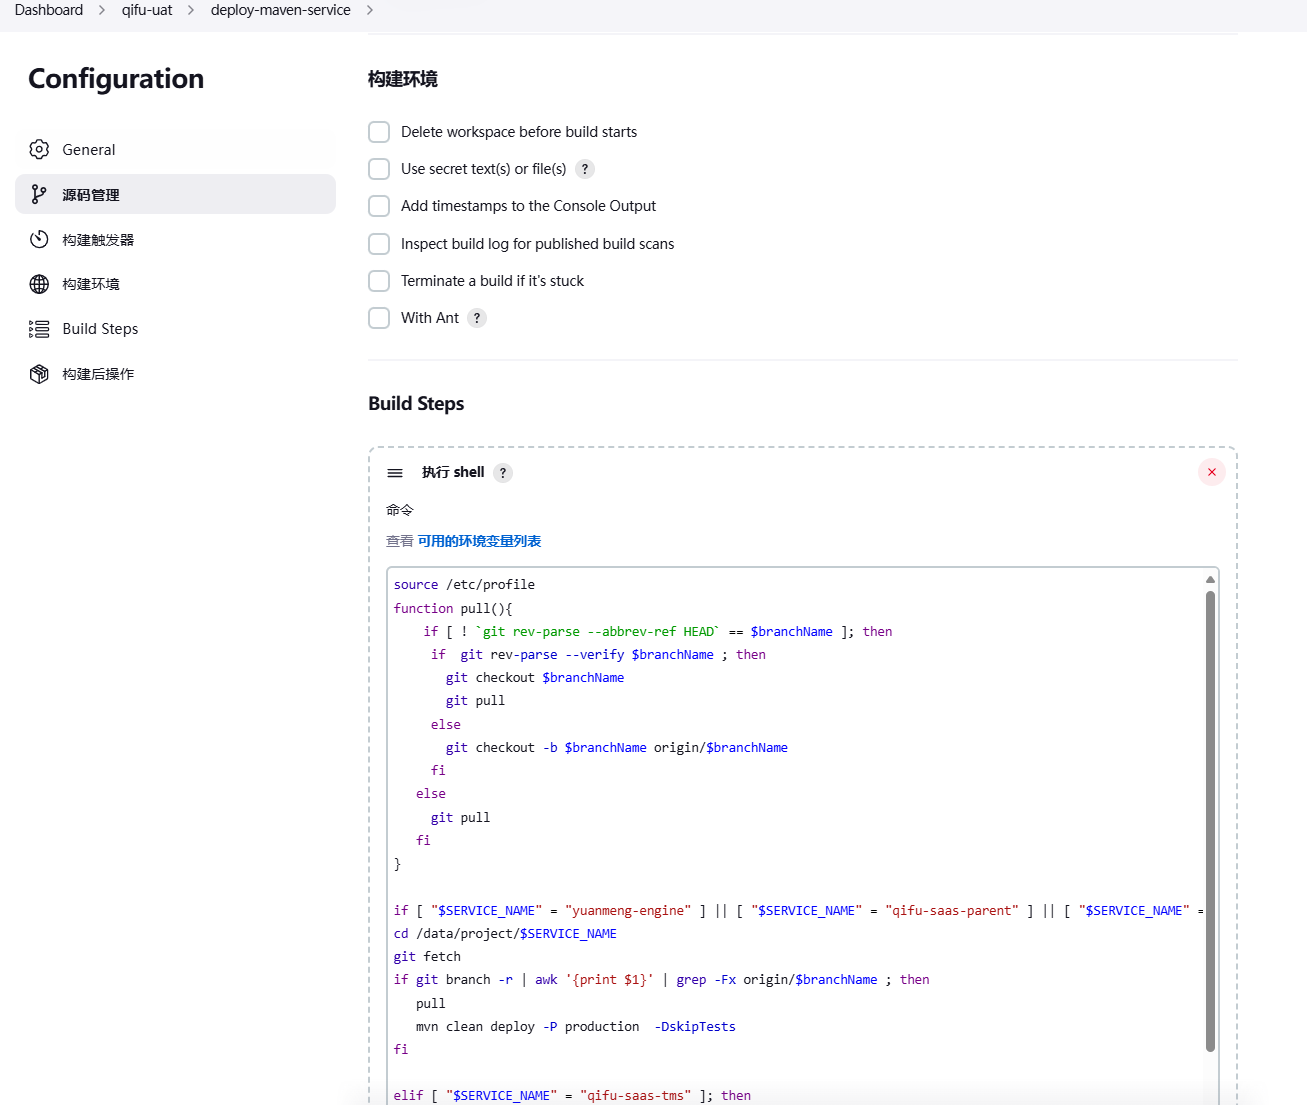 Dashboard > qifu-uat > deploy-maven-service >
Configuration
General
源码管理
构建触发器
构建环境
Build Steps
构建后操作
构建环境
Delete workspace before build starts
Use secret text(s) or file(s) ?
Add timestamps to the Console Output
Inspect build log for published build scans
Terminate a build if it's stuck
With Ant ?
Build Steps
执行 shell ?
命令
查看 可用的环境变量列表
source /etc/profile
function pull(){
    if [ ! `git rev-parse --abbrev-ref HEAD` == $branchName ]; then
     if  git rev-parse --verify $branchName ; then
       git checkout $branchName
       git pull
     else
       git checkout -b $branchName origin/$branchName
     fi
   else
     git pull
   fi
}
if [ "$SERVICE_NAME" = "yuanmeng-engine" ] || [ "$SERVICE_NAME" = "qifu-saas-parent" ] || [ "$SERVICE_NAME" =
cd /data/project/$SERVICE_NAME
git fetch
if git branch -r | awk '{print $1}' | grep -Fx origin/$branchName ; then
   pull
   mvn clean deploy -P production  -DskipTests
fi
elif [ "$SERVICE_NAME" = "qifu-saas-tms" ]; then